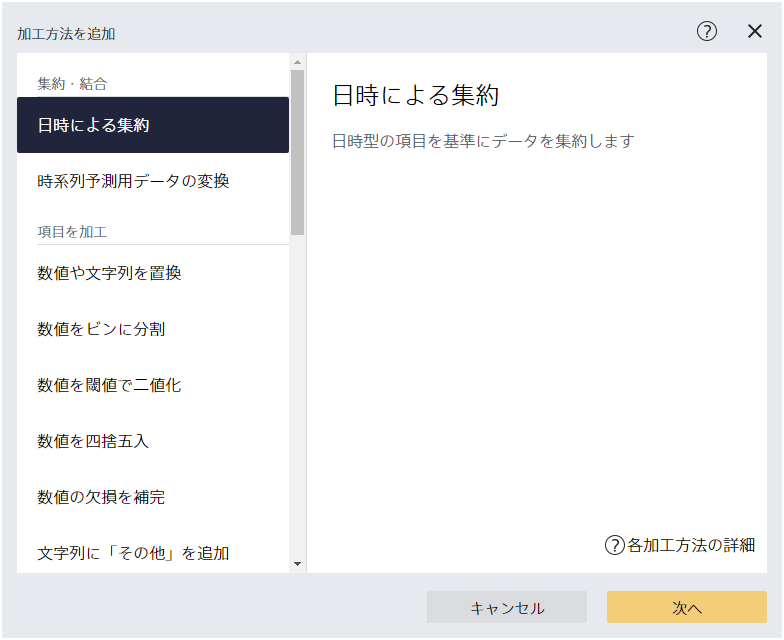 加工方法を追加
集約・結合
日時による集約
時系列予測用データの変換
項目を加工
数値や文字列を置換
数値をビンに分割
数値を閾値で二値化
数値を四捨五入
数値の欠損を補完
文字列に「その他」を追加
日時による集約
日時型の項目を基準にデータを集約します
?各加工方法の詳細
キャンセル
次へ